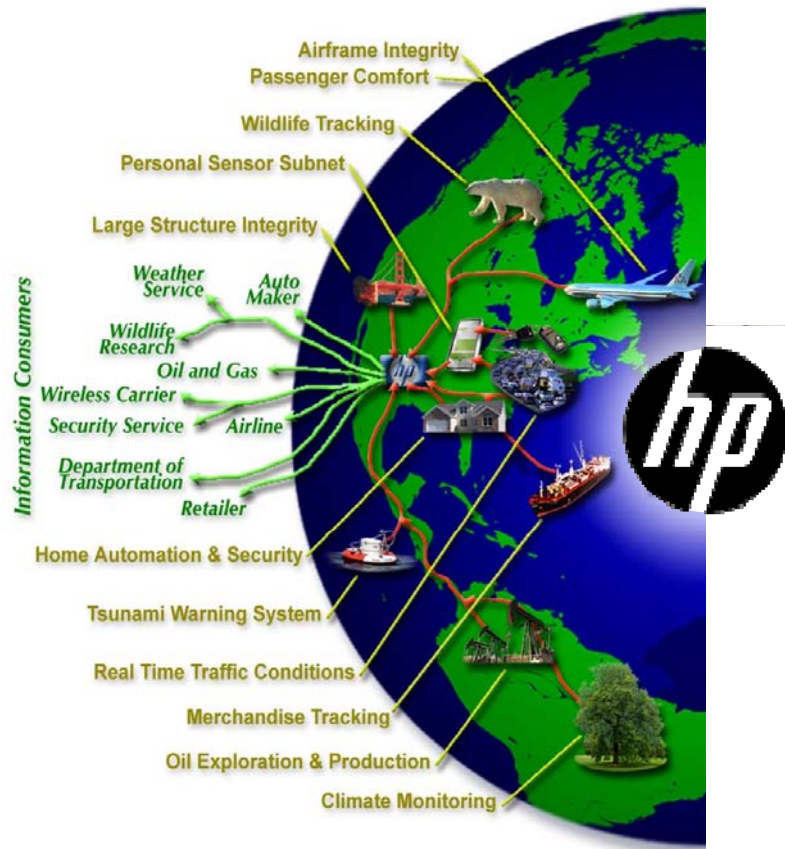 Airframe Integrity
Passenger Comfort
Wildlife Tracking
Personal Sensor Subnet
Large Structure Integrity
Information Consumers
Weather
Service
Auto
Maker
Wildlife
Research
Oil and Gas
Wireless Carrier
Security Service
Airline
Department of
Transportation
Retailer
hp
hp
Home Automation & Security
Tsunami Warning System
Real Time Traffic Conditions
Merchandise Tracking
Oil Exploration & Production
Climate Monitoring